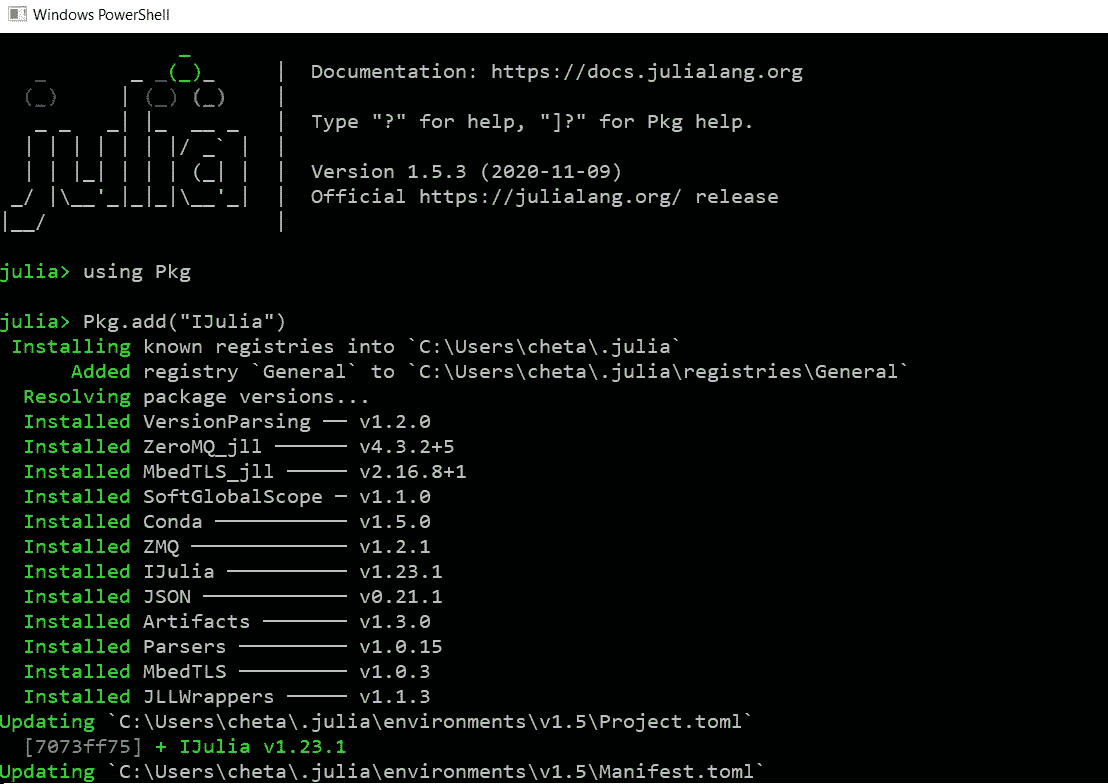 Windows PowerShell
Documentation: https://docs.julialang.org
Type "?" for help, "]?" for Pkg help.
Version 1.5.3 (2020-11-09)
Official https://julialang.org/ release
julia> using Pkg
julia> Pkg.add("IJulia")
Installing known registries into `C:\Users\cheta\.julia`
Added registry `General` to `C:\Users\cheta\.julia\registries\General`
Resolving package versions...
Installed VersionParsing ── v1.2.0
Installed ZeroMQ_jll ────── v4.3.2+5
Installed MbedTLS_jll ───── v2.16.8+1
Installed SoftGlobalScope ─ v1.1.0
Installed Conda ─────────── v1.5.0
Installed ZMQ ───────────── v1.2.1
Installed IJulia ────────── v1.23.1
Installed JSON ──────────── v0.21.1
Installed Artifacts ─────── v1.3.0
Installed Parsers ───────── v1.0.15
Installed MbedTLS ───────── v1.0.3
Installed JLLWrappers ───── v1.1.3
Updating `C:\Users\cheta\.julia\environments\v1.5\Project.toml`
[7073ff75] + IJulia v1.23.1
Updating `C:\Users\cheta\.julia\environments\v1.5\Manifest.toml`